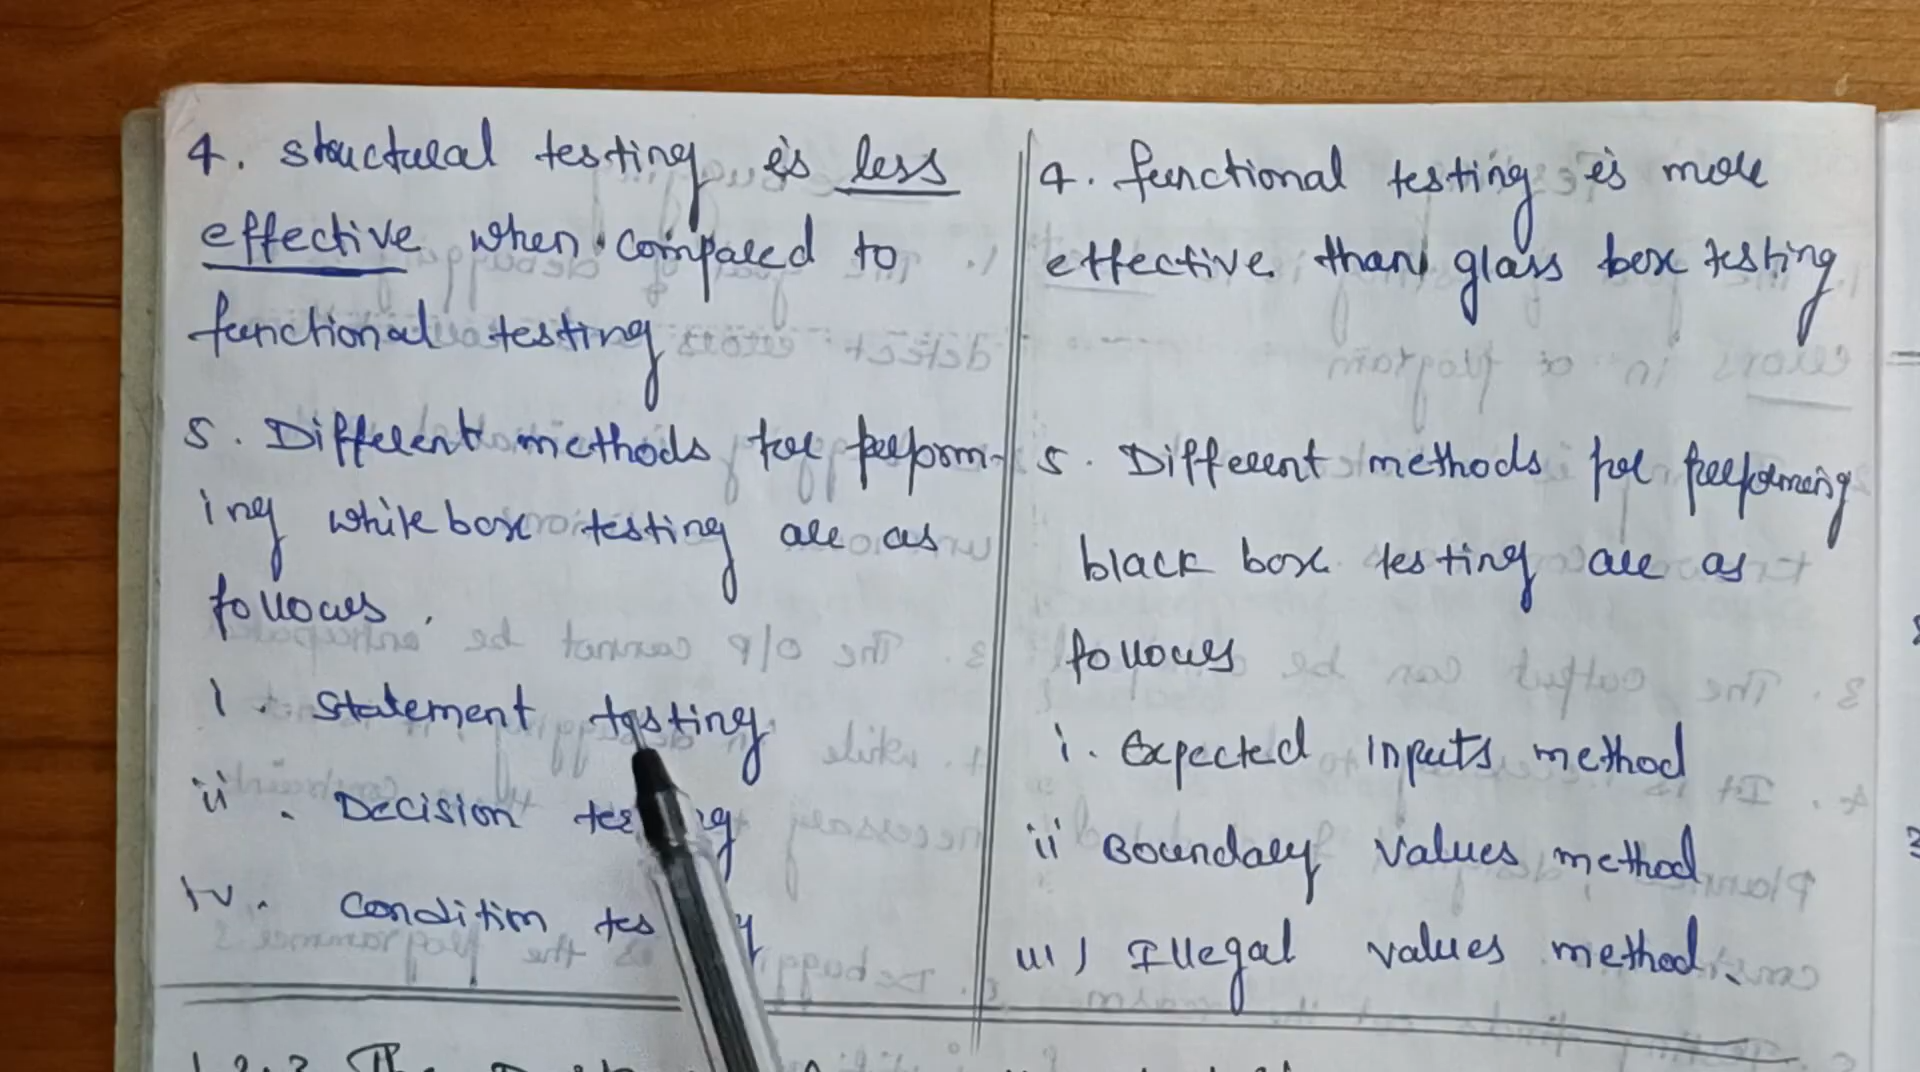 4. structural testing is less
effective when compared to
functional testing
5. Different methods for perform-
ing white box testing are as
follows.
i. statement testing
ii. Decision testing
iv. condition testing
4. functional testing is more
effective than glass box testing
5. Different methods for performing
black box testing are as
follows
i. Expected inputs method
ii Boundary values method
iii) Illegal values method.